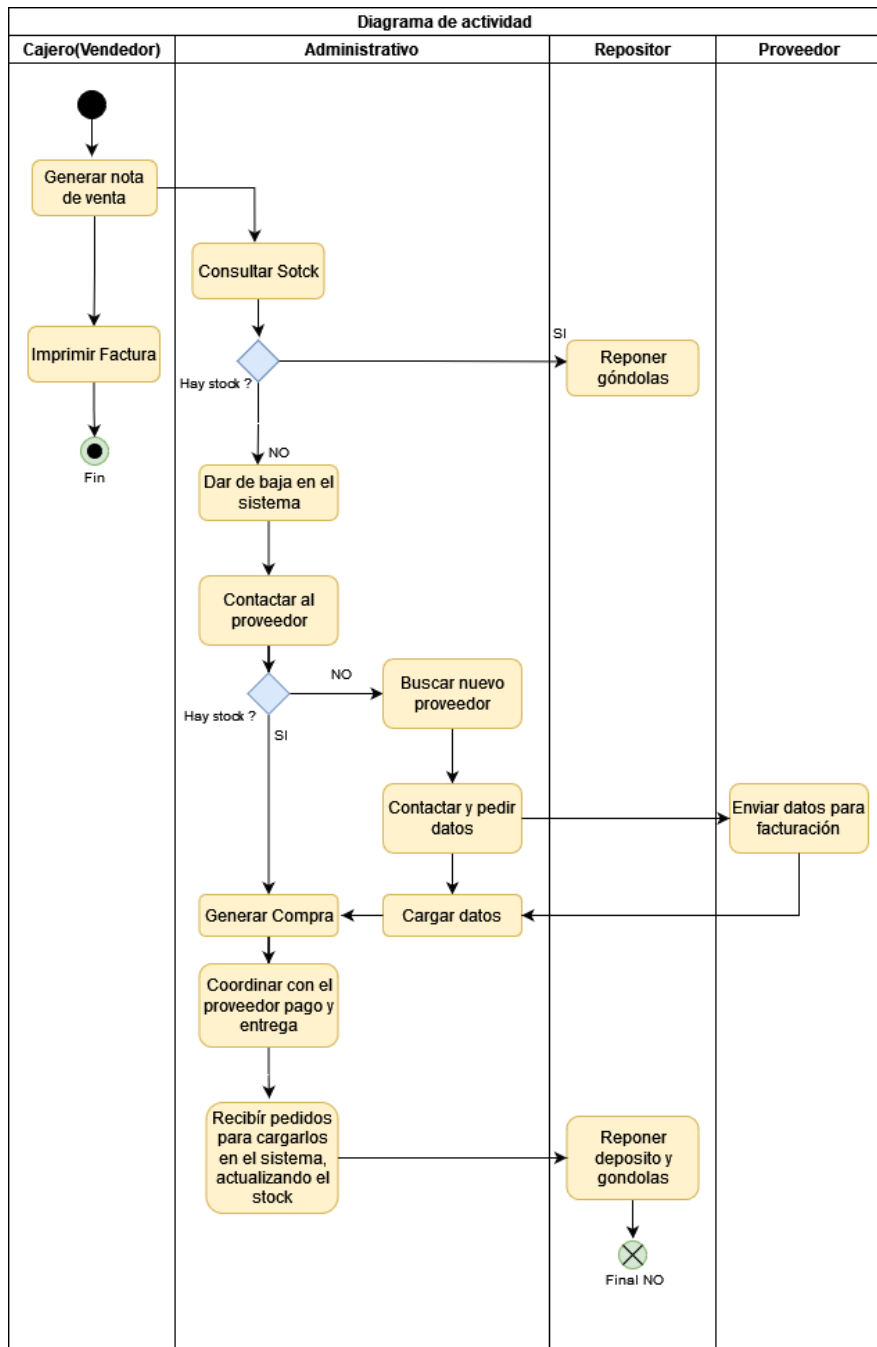 Diagrama de actividad
Cajero(Vendedor)
Administrativo
Repositor
Proveedor
Generar nota
de venta
Consultar Sotck
Imprimir Factura
Hay stock ?
SI
Reponer
góndolas
NO
Fin
Dar de baja en el
sistema
Contactar al
proveedor
Hay stock ?
NO
SI
Buscar nuevo
proveedor
Contactar y pedir
datos
Enviar datos para
facturación
Generar Compra
Cargar datos
Coordinar con el
proveedor pago y
entrega
Recibír pedidos
para cargarlos
en el sistema,
actualizando el
stock
Reponer
deposito y
gondolas
Final NO